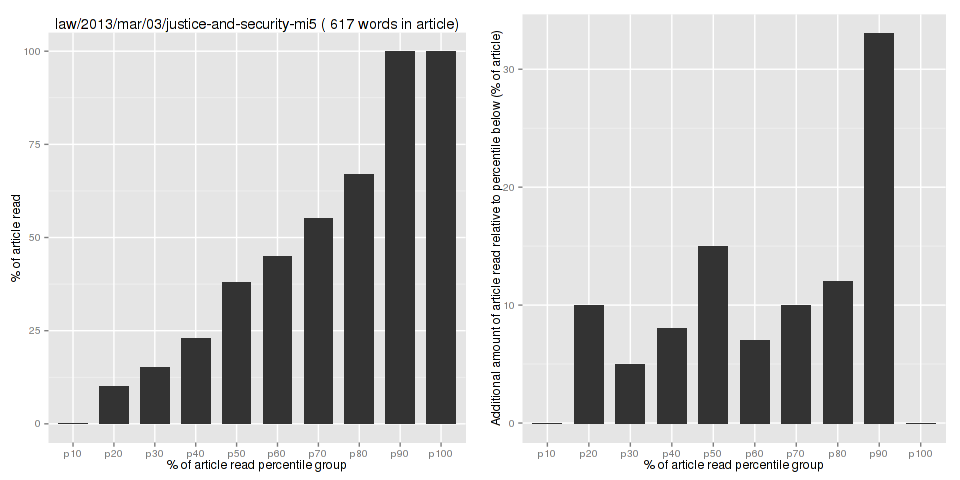 law/2013/mar/03/justice-and-security-mi5 ( 617 words in article)
% of article read
100
75
50
25
0
p10 p20 p30 p40 p50 p60 p70 p80 p90 p100
% of article read percentile group
Additional amount of article read relative to percentile below (% of article)
30
20
10
0
p10 p20 p30 p40 p50 p60 p70 p80 p90 p100
% of article read percentile group